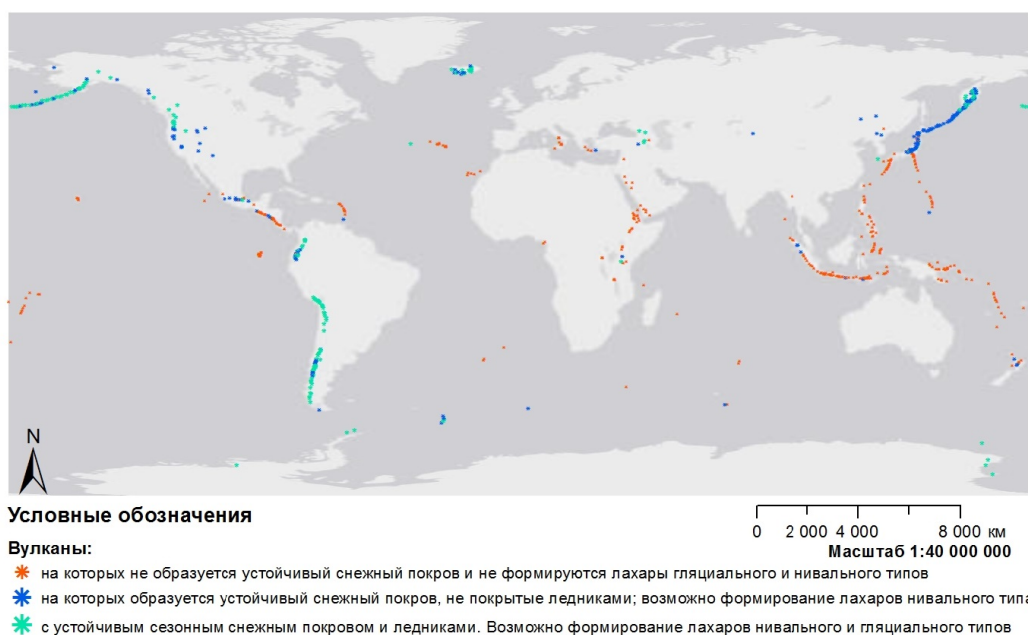 N
Условные обозначения
0 2 000 4 000 8 000 км
Масштаб 1:40 000 000
Вулканы:
на которых не образуется устойчивый снежный покров и не формируются лахары гляциального и нивального типов
на которых образуется устойчивый снежный покров, не покрытые ледниками; возможно формирование лахаров нивального типа
с устойчивым сезонным снежным покровом и ледниками. Возможно формирование лахаров нивального и гляциального типов